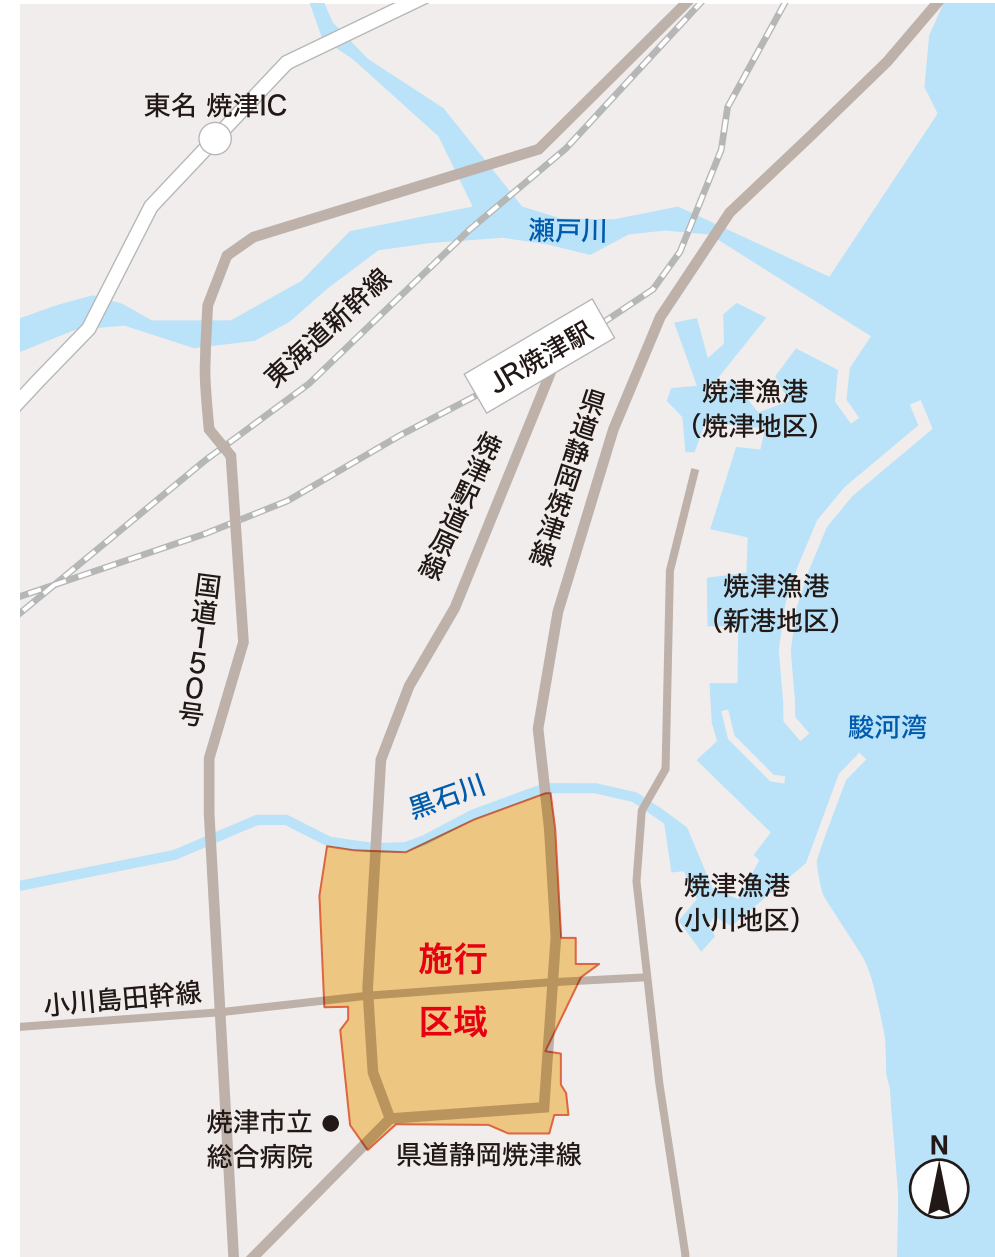 東名 焼津IC
瀬戸川
東海道新幹線
JR焼津駅
焼津漁港
（焼津地区）
県道静岡焼津線
焼津駅道原線
国道150号
焼津漁港
（新港地区）
駿河湾
黒石川
焼津漁港
（小川地区）
施行
区域
小川島田幹線
焼津市立
総合病院
県道静岡焼津線
N